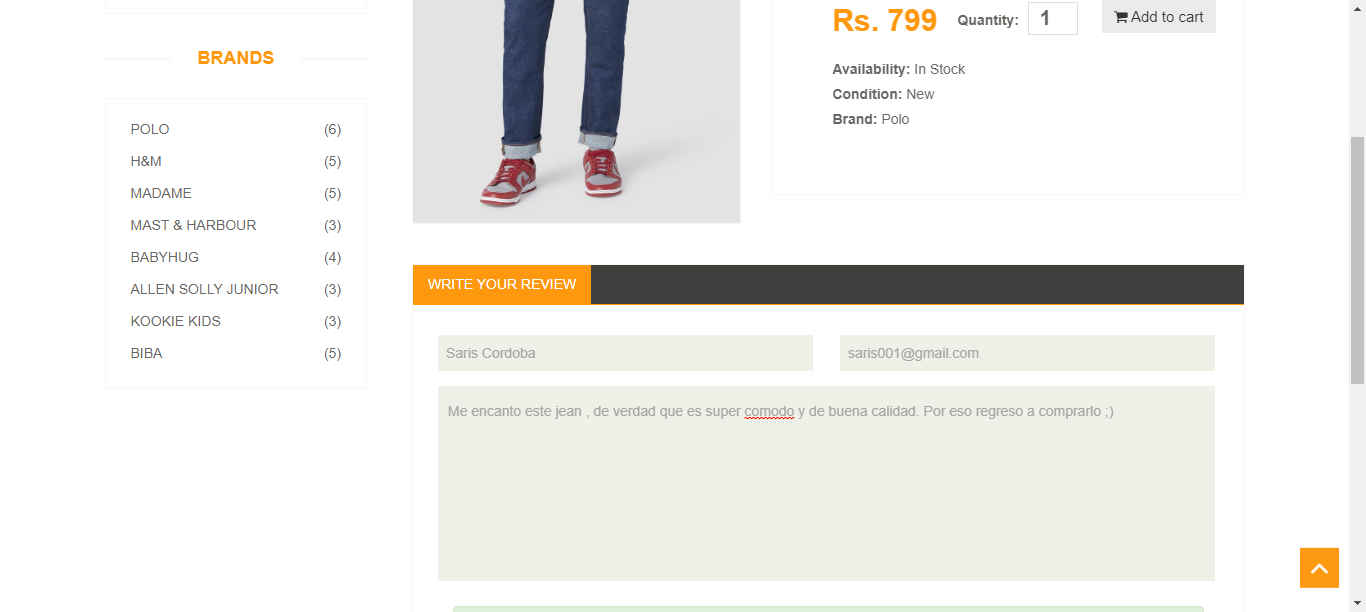 Rs. 799 Quantity: 1 Add to cart
BRANDS
Availability: In Stock
Condition: New
Brand: Polo
POLO (6)
H&M (5)
MADAME (5)
MAST & HARBOUR (3)
BABYHUG (4)
ALLEN SOLLY JUNIOR (3)
KOOKIE KIDS (3)
BIBA (5)
WRITE YOUR REVIEW
Saris Cordoba saris001@gmail.com
Me encanto este jean , de verdad que es super comodo y de buena calidad. Por eso regreso a comprarlo ;)